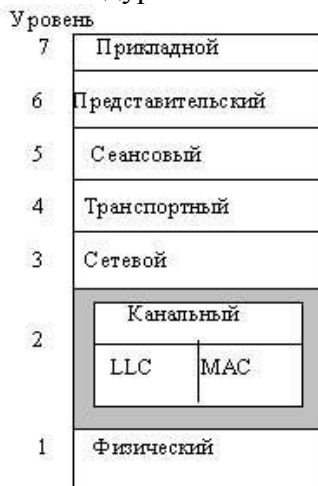 Уровень
7 Прикладной
6 Представительский
5 Сеансовый
4 Транспортный
3 Сетевой
Канальный
2
LLC MAC
1 Физический